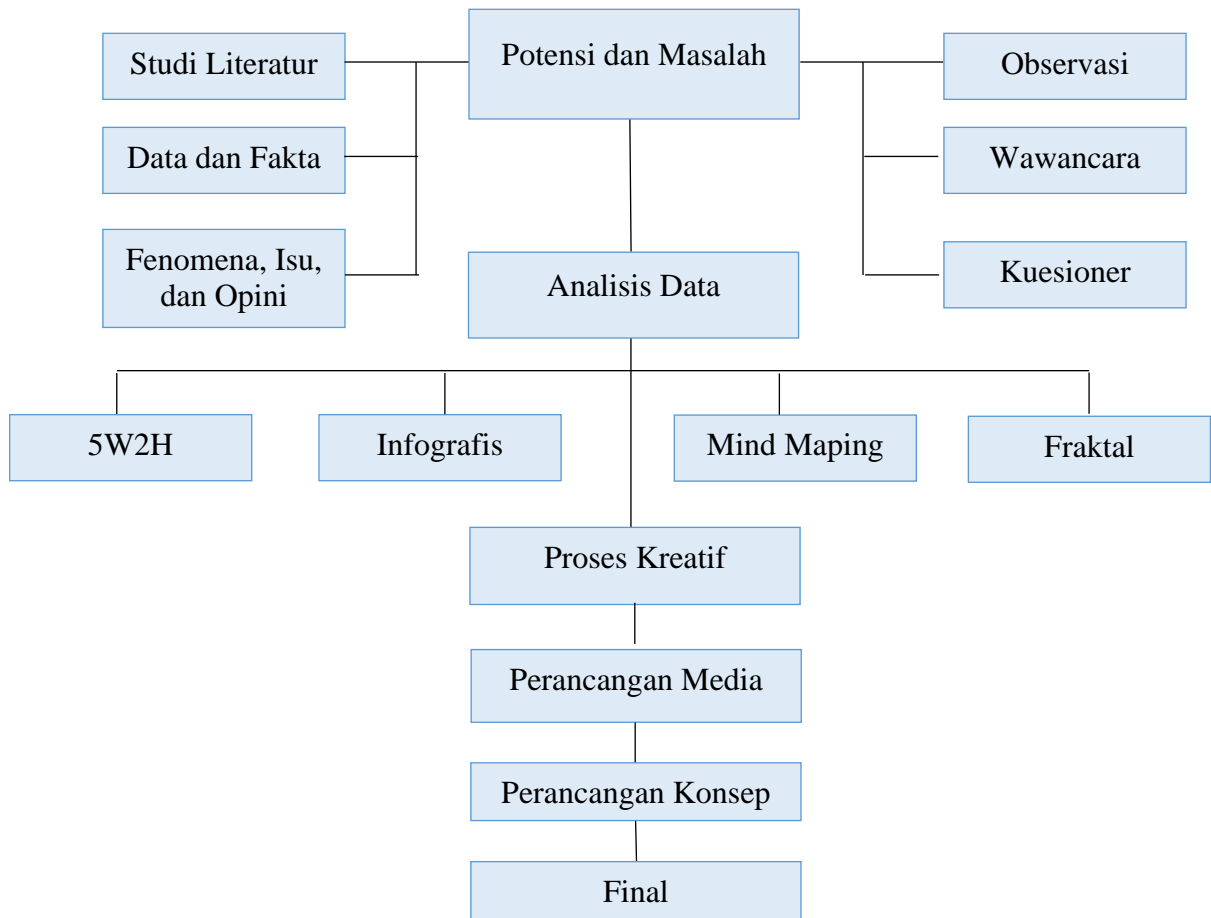 Studi Literatur
Potensi dan Masalah
Observasi
Data dan Fakta
Wawancara
Fenomena, Isu,
dan Opini
Analisis Data
Kuesioner
5W2H
Infografis
Mind Maping
Fraktal
Proses Kreatif
Perancangan Media
Perancangan Konsep
Final